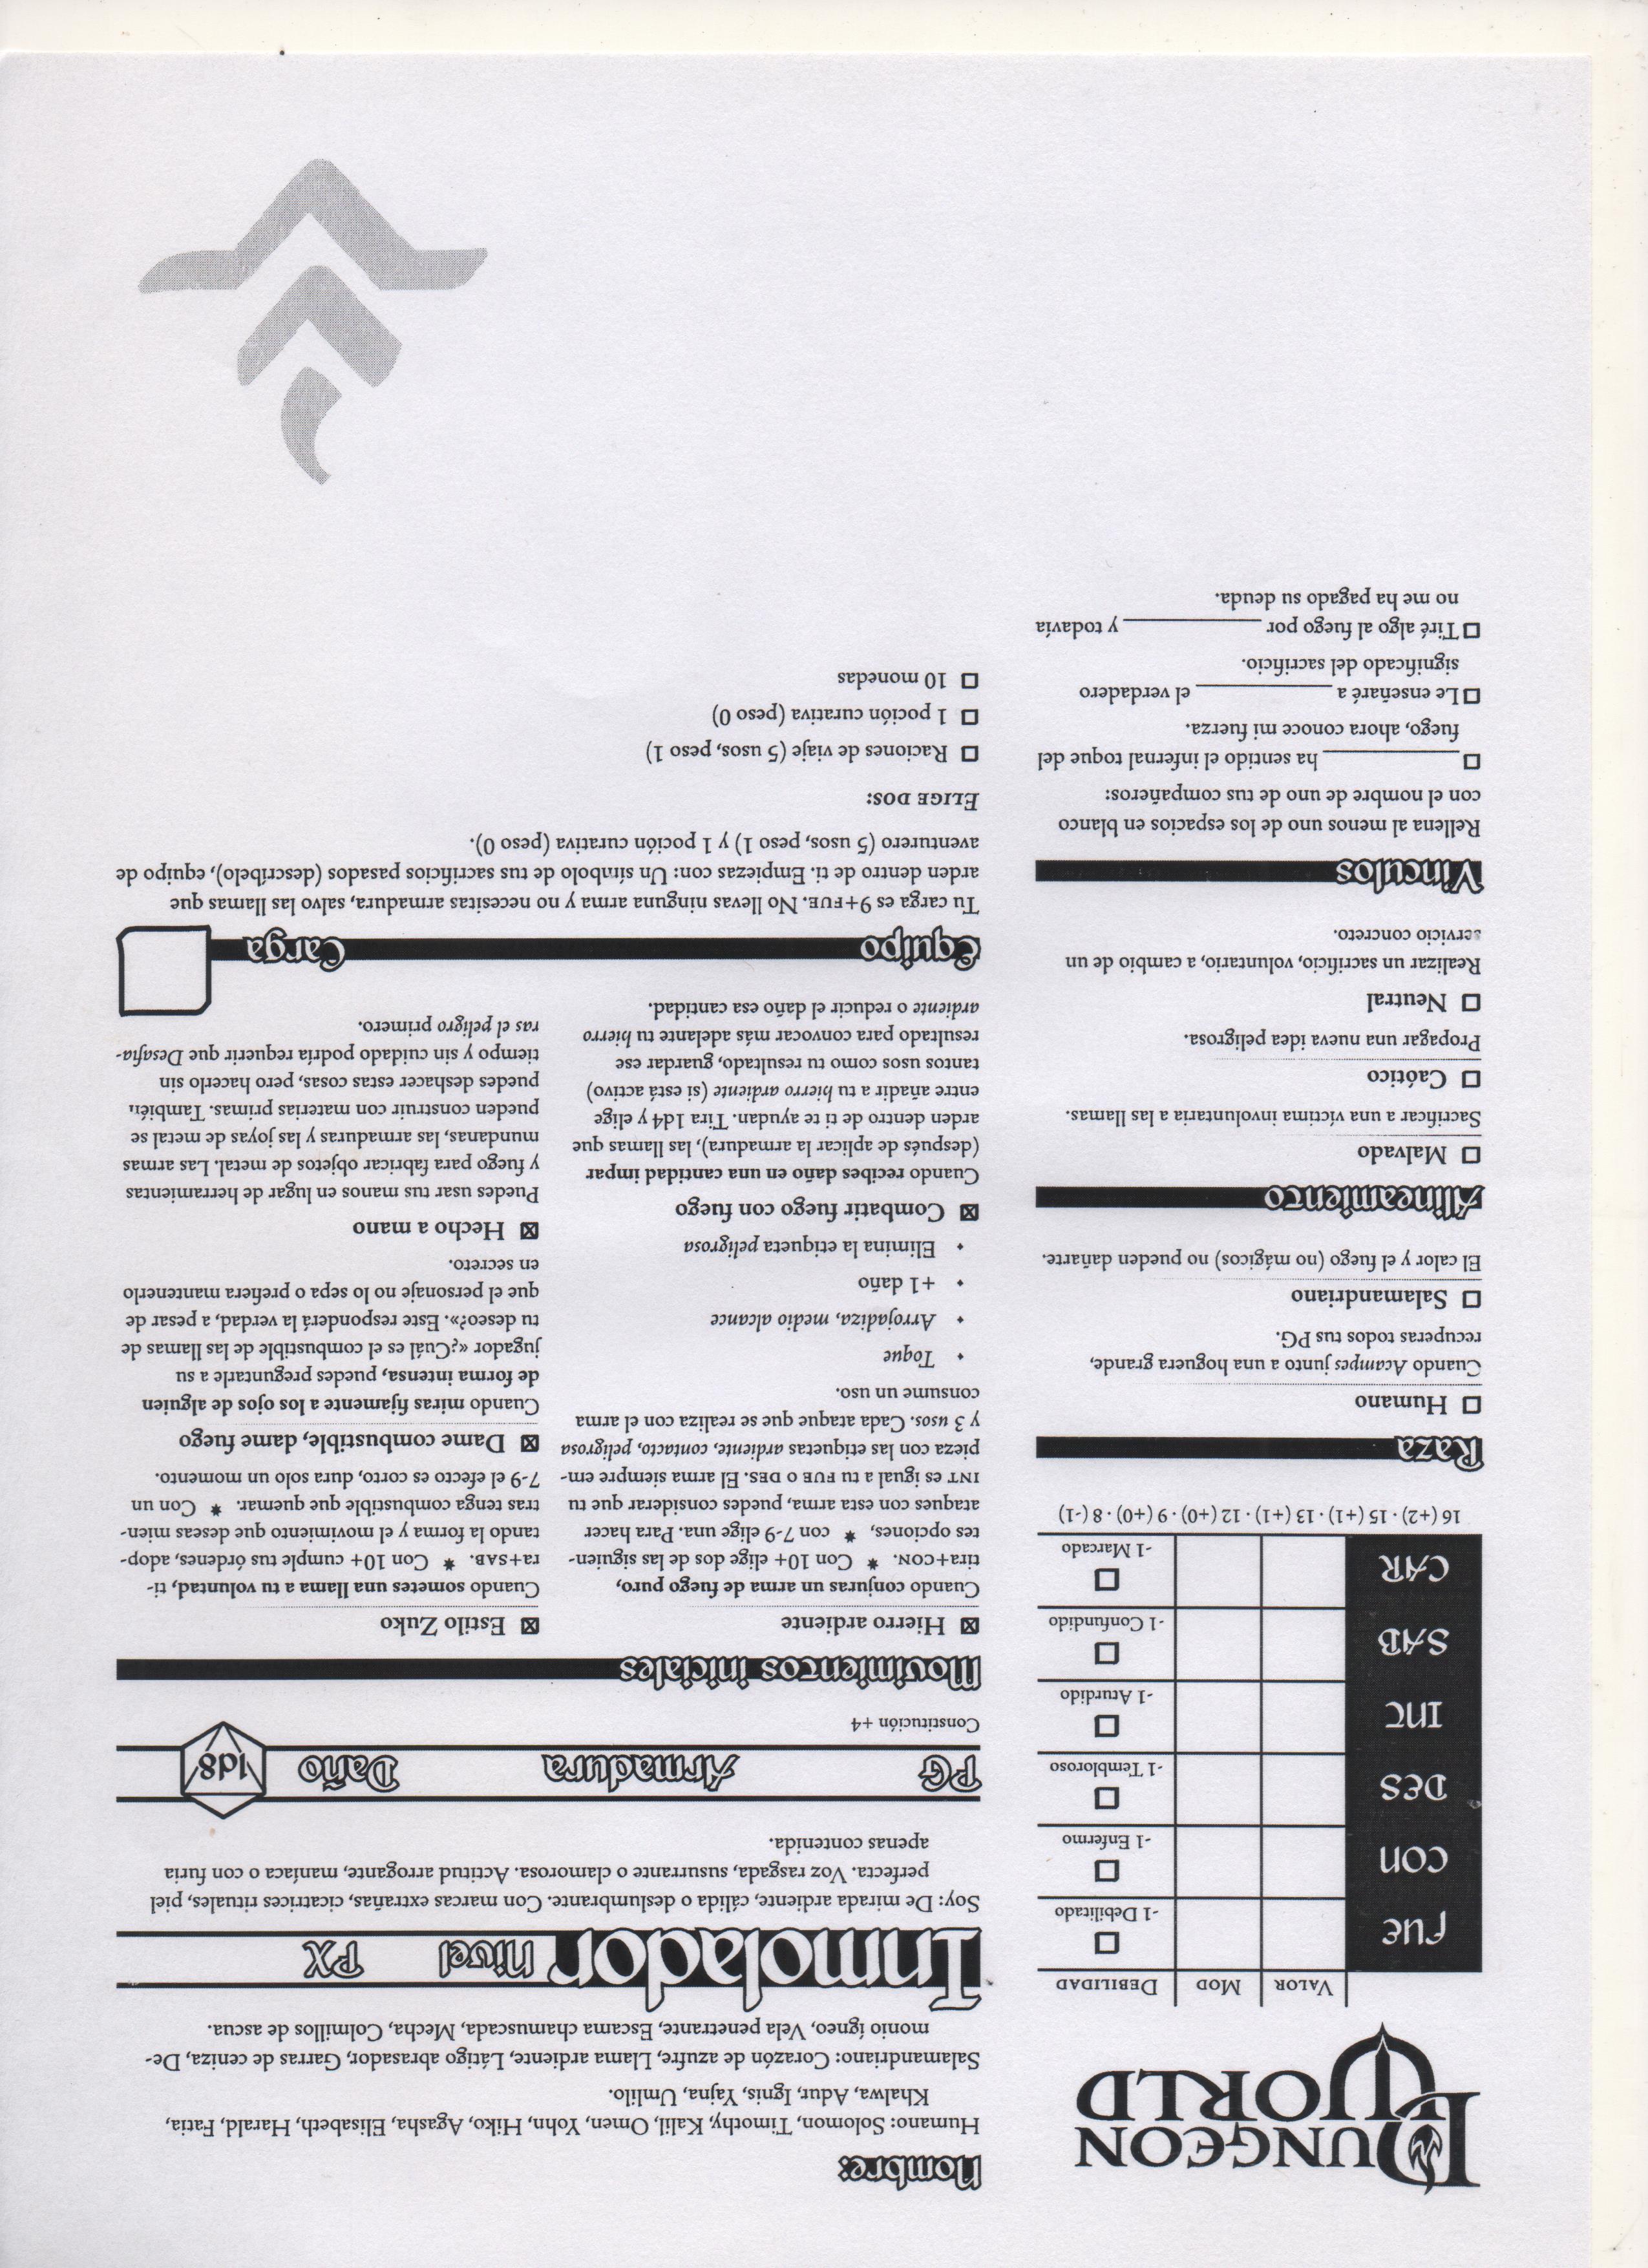 DUNGEON
WORLD
VALOR MOD DEBILIDAD
FUE
-1 Debilitado
CON
-1 Enfermo
DES
-1 Tembloroso
INT
-1 Aturdido
SAB
-1 Confundido
CAR
-1 Marcado
16 (+2) · 15 (+1) · 13 (+1) · 12 (+0) · 9 (+0) · 8 (-1)
Raza
Humano
Cuando Acampes junto a una hoguera grande,
recuperas todos tus PG.
Salamandriano
El calor y el fuego (no mágicos) no pueden dañarte.
Alineamiento
Malvado
Sacrificar a una víctima involuntaria a las llamas.
Caótico
Propagar una nueva idea peligrosa.
Neutral
Realizar un sacrificio, voluntario, a cambio de un
servicio concreto.
Vínculos
Rellena al menos uno de los espacios en blanco
con el nombre de uno de tus compañeros:
____________ ha sentido el infernal toque del
fuego, ahora conoce mi fuerza.
Le enseñaré a ____________ el verdadero
significado del sacrificio.
Tiré algo al fuego por ____________ y todavía
no me ha pagado su deuda.
Nombre:
Humano: Solomon, Timothy, Kalil, Omen, Yohn, Hiko, Agasha, Elisabeth, Harald, Fatia,
Khalwa, Adur, Ignis, Yajna, Umlilo.
Salamandriano: Corazón de azufre, Llama ardiente, Látigo abrasador, Garras de ceniza, De-
monio ígneo, Vela penetrante, Escama chamuscada, Mecha, Colmillos de ascua.
Inmolador Nivel PX
Soy: De mirada ardiente, cálida o deslumbrante. Con marcas extrañas, cicatrices rituales, piel
perfecta. Voz rasgada, susurrante o clamorosa. Actitud arrogante, maníaca o con furia
apenas contenida.
PG Armadura Daño 1d8
Constitución +4
Movimientos iniciales
Hierro ardiente
Cuando conjuras un arma de fuego puro,
tira+CON. * Con 10+ elige dos de las siguien-
tes opciones, * con 7-9 elige una. Para hacer
ataques con esta arma, puedes considerar que tu
INT es igual a tu FUE o DES. El arma siempre em-
pieza con las etiquetas ardiente, contacto, peligrosa
y 3 usos. Cada ataque que se realiza con el arma
consume un uso.
• Toque
• Arrojadiza, medio alcance
• +1 daño
• Elimina la etiqueta peligrosa
Combatir fuego con fuego
Cuando recibes daño en una cantidad impar
(después de aplicar la armadura), las llamas que
arden dentro de ti te ayudan. Tira 1d4 y elige
entre añadir a tu hierro ardiente (si está activo)
tantos usos como tu resultado, guardar ese
resultado para convocar más adelante tu hierro
ardiente o reducir el daño esa cantidad.
Estilo Zuko
Cuando sometes una llama a tu voluntad, ti-
ra+SAB. * Con 10+ cumple tus órdenes, adop-
tando la forma y el movimiento que deseas mien-
tras tenga combustible que quemar. * Con un
7-9 el efecto es corto, dura solo un momento.
Dame combustible, dame fuego
Cuando miras fijamente a los ojos de alguien
de forma intensa, puedes preguntarle a su
jugador «¿Cuál es el combustible de las llamas de
tu deseo?». Este responderá la verdad, a pesar de
que el personaje no lo sepa o prefiera mantenerlo
en secreto.
Hecho a mano
Puedes usar tus manos en lugar de herramientas
y fuego para fabricar objetos de metal. Las armas
mundanas, las armaduras y las joyas de metal se
pueden construir con materias primas. También
puedes deshacer estas cosas, pero hacerlo sin
tiempo y sin cuidado podría requerir que Desafia-
ras el peligro primero.
Equipo Carga
Tu carga es 9+FUE. No llevas ninguna arma y no necesitas armadura, salvo las llamas que
arden dentro de ti. Empiezas con: Un símbolo de tus sacrificios pasados (descríbelo), equipo de
aventurero (5 usos, peso 1) y 1 poción curativa (peso 0).
ELIGE DOS:
Raciones de viaje (5 usos, peso 1)
1 poción curativa (peso 0)
10 monedas